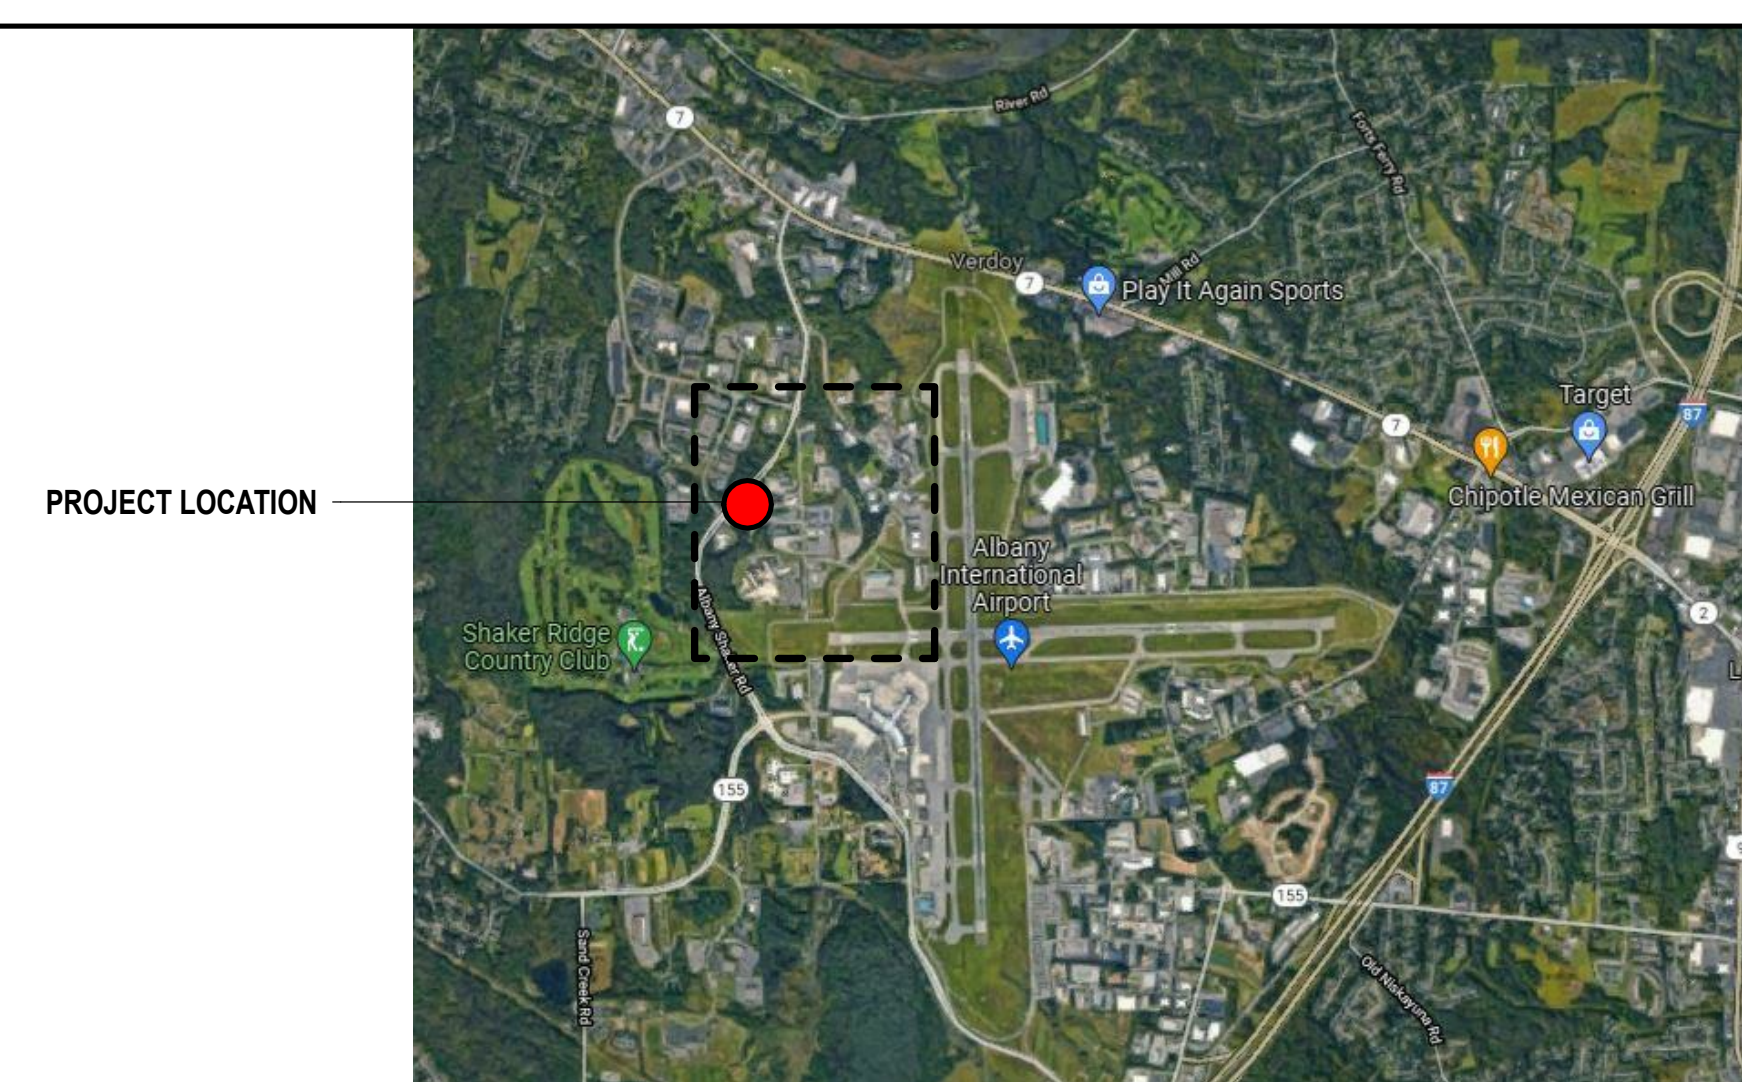 River Rd
7
Forts Ferry Rd
Verdoy
7
Mill Rd
Play It Again Sports
Target
87
7
Chipotle Mexican Grill
PROJECT LOCATION
Albany
International
Airport
Albany Shaker Rd
Shaker Ridge
Country Club
2
L
155
87
9
155
Sand Creek Rd
Old Niskayuna Rd